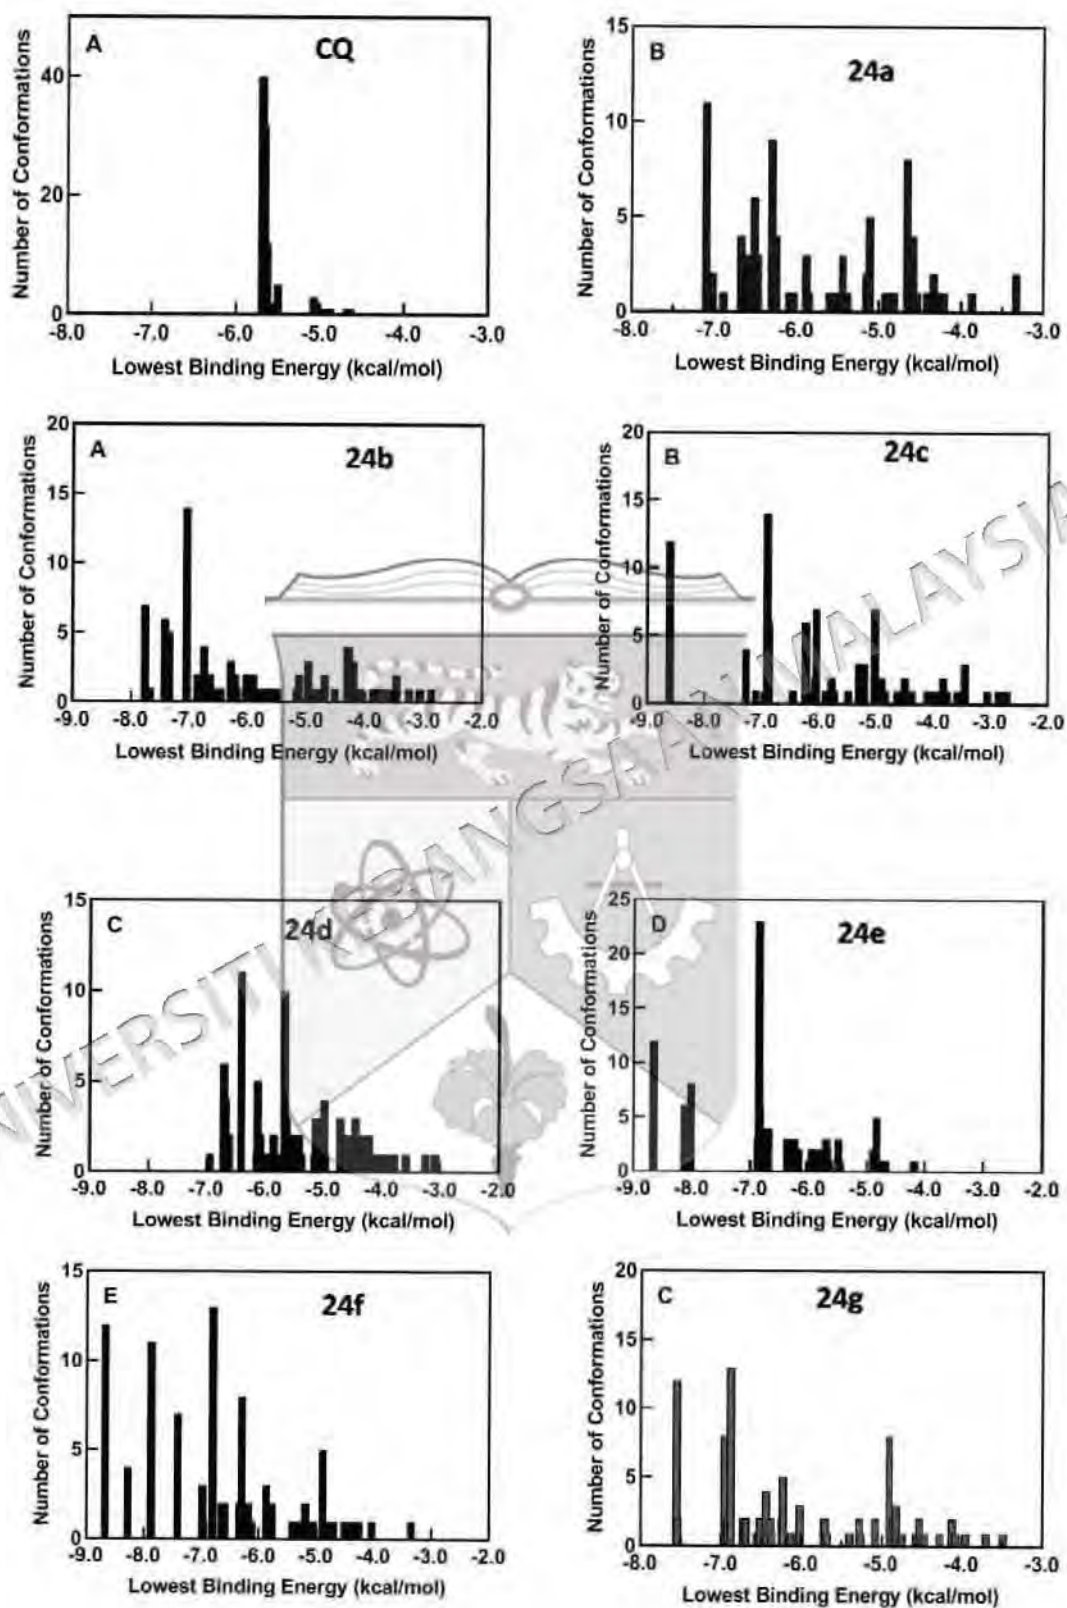 A
CQ
Number of Conformations
40
20
0
-8.0 -7.0 -6.0 -5.0 -4.0 -3.0
Lowest Binding Energy (kcal/mol)
B
24a
Number of Conformations
15
10
5
0
-8.0 -7.0 -6.0 -5.0 -4.0 -3.0
Lowest Binding Energy (kcal/mol)
A
24b
Number of Conformations
20
15
10
5
0
-9.0 -8.0 -7.0 -6.0 -5.0 -4.0 -3.0 -2.0
Lowest Binding Energy (kcal/mol)
B
24c
Number of Conformations
20
15
10
5
0
-9.0 -8.0 -7.0 -6.0 -5.0 -4.0 -3.0 -2.0
Lowest Binding Energy (kcal/mol)
C
24d
Number of Conformations
15
10
5
0
-9.0 -8.0 -7.0 -6.0 -5.0 -4.0 -3.0 -2.0
Lowest Binding Energy (kcal/mol)
D
24e
Number of Conformations
25
20
15
10
5
0
-9.0 -8.0 -7.0 -6.0 -5.0 -4.0 -3.0 -2.0
Lowest Binding Energy (kcal/mol)
E
24f
Number of Conformations
15
10
5
0
-9.0 -8.0 -7.0 -6.0 -5.0 -4.0 -3.0 -2.0
Lowest Binding Energy (kcal/mol)
C
24g
Number of Conformations
20
15
10
5
0
-8.0 -7.0 -6.0 -5.0 -4.0 -3.0
Lowest Binding Energy (kcal/mol)
MALAYSIA